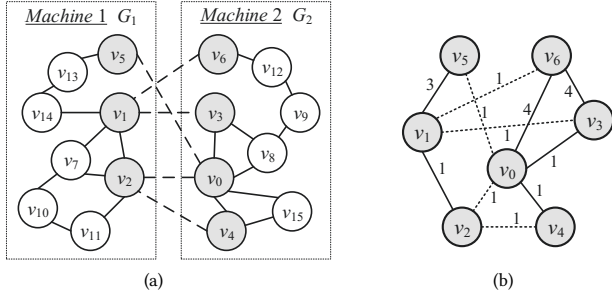 Machine 1 G1 Machine 2 G2
v5 v6 v5 v6
v13 v12
3 1 4 4
v14 v1 v3 v9 v1 1 1 v3
v7 v8 v0
1 1 1
v2 v0 1
v10 v15 v2 1 v4
v11 v4
(a) (b)